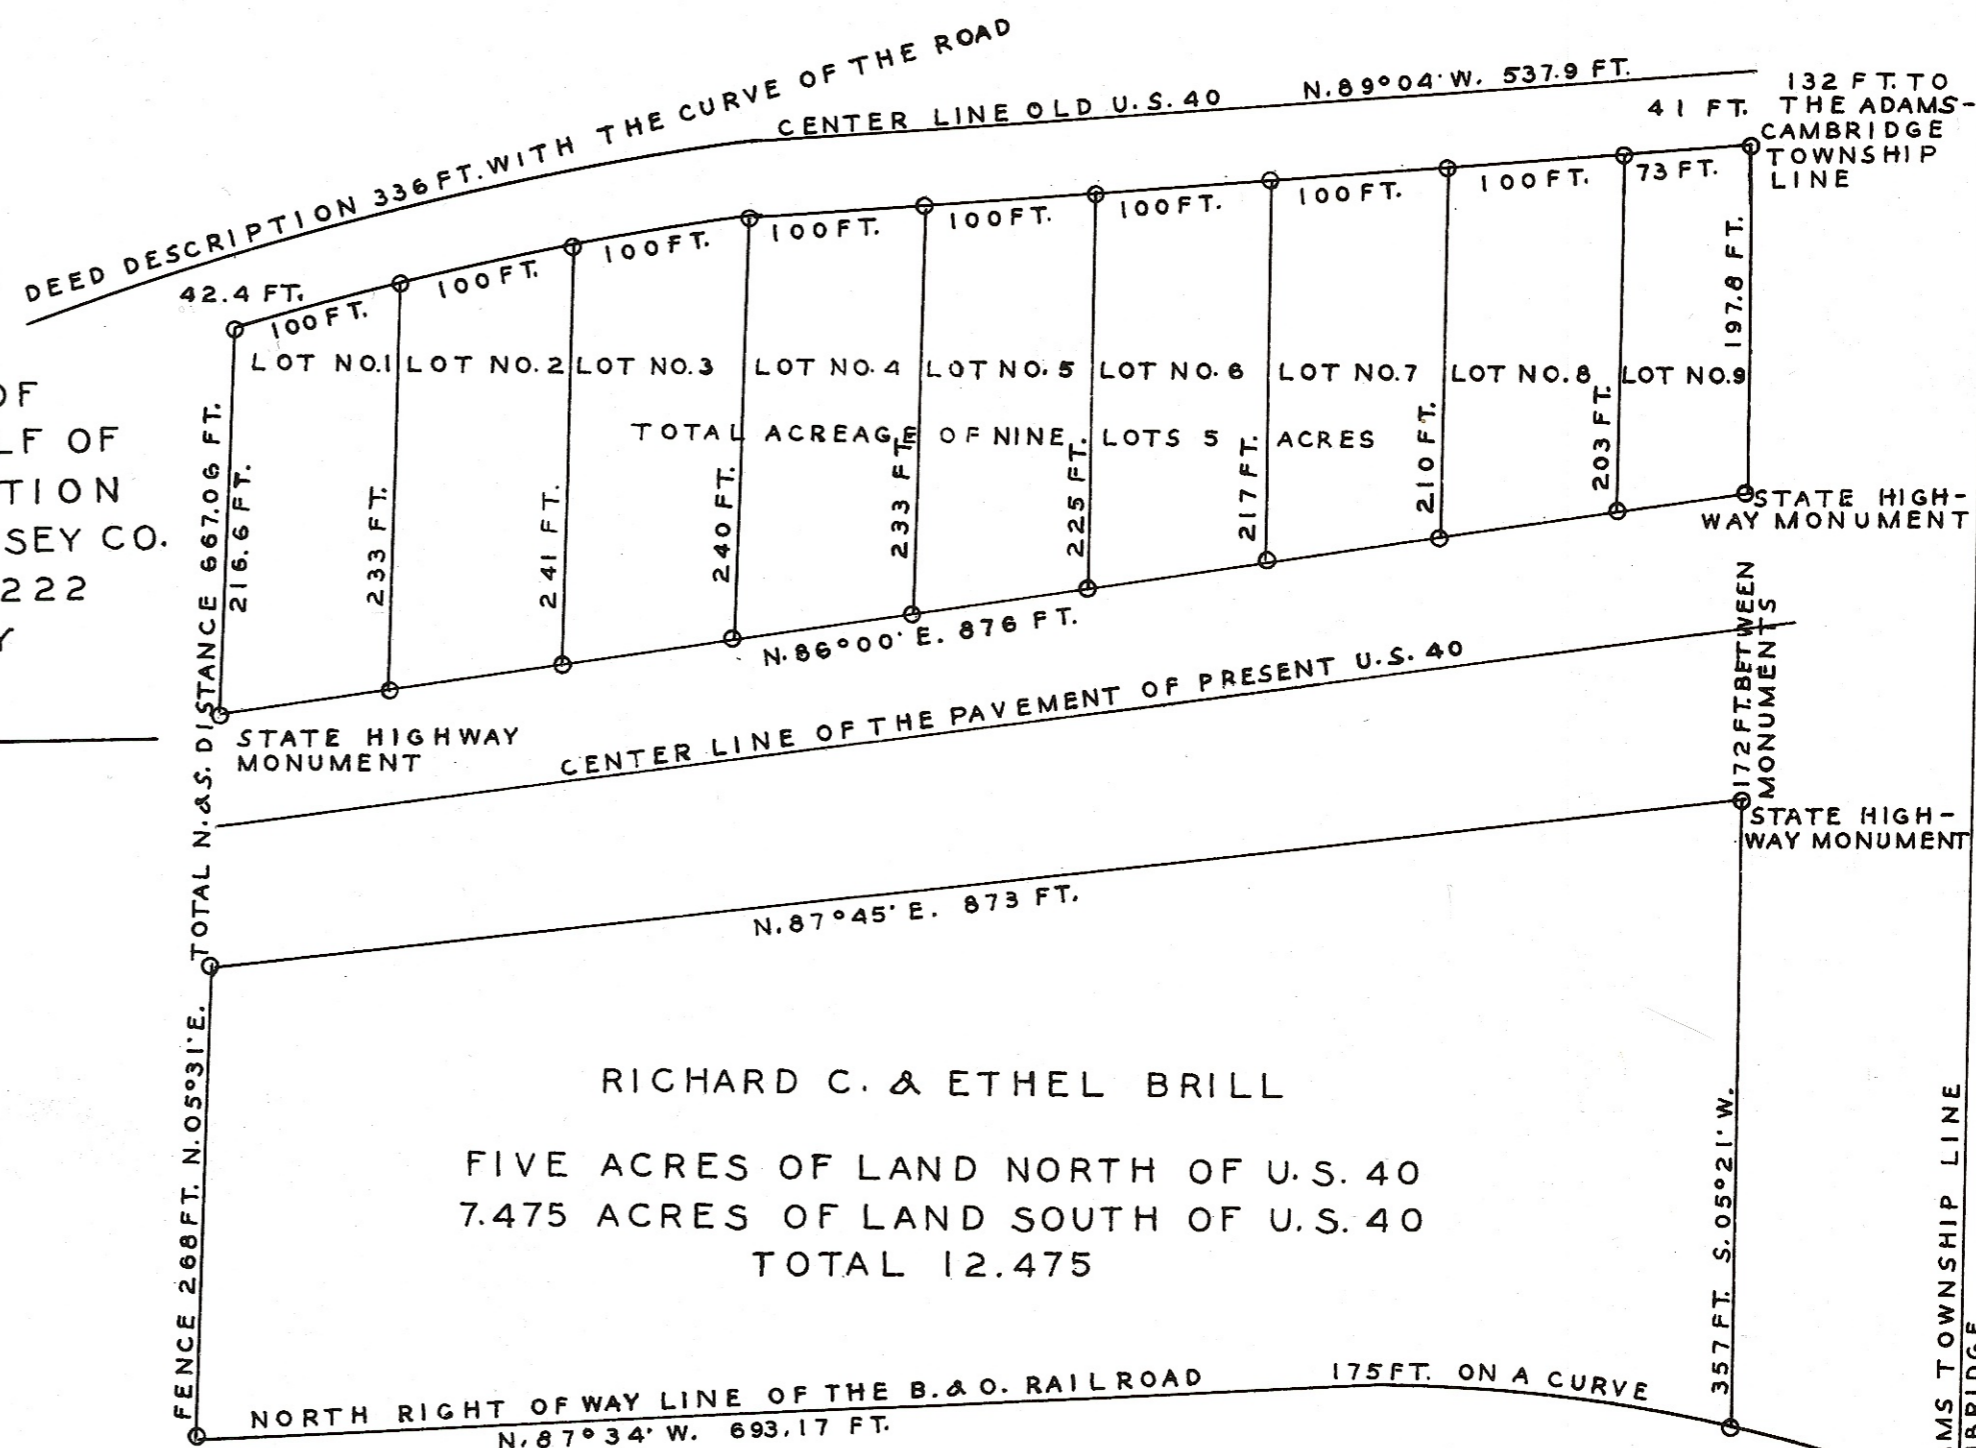 DEED DESCRIPTION 336 FT. WITH THE CURVE OF THE ROAD
CENTER LINE OLD U.S. 40
N. 89°04' W. 537.9 FT.
41 FT.
132 FT. TO
THE ADAMS-
CAMBRIDGE
TOWNSHIP
LINE
42.4 FT.
100 FT.
100 FT.
100 FT.
100 FT.
100 FT.
100 FT.
100 FT.
100 FT.
73 FT.
LOT NO.1
LOT NO. 2
LOT NO. 3
LOT NO. 4
LOT NO. 5
LOT NO. 6
LOT NO.7
LOT NO. 8
LOT NO.9
TOTAL ACREAGE OF NINE LOTS 5 ACRES
216.6 FT.
233 FT.
241 FT.
240 FT.
233 FT.
225 FT.
217 FT.
210 FT.
203 FT.
197.8 FT.
OF
LF OF
TION
SEY CO.
222
Y
TOTAL N. & S. DISTANCE 667.06 FT.
N. 86°00' E. 876 FT.
STATE HIGH-
WAY MONUMENT
STATE HIGHWAY
MONUMENT
CENTER LINE OF THE PAVEMENT OF PRESENT U.S. 40
172 FT. BETWEEN
MONUMENTS
STATE HIGH-
WAY MONUMENT
N. 87°45' E. 873 FT.
RICHARD C. & ETHEL BRILL
FIVE ACRES OF LAND NORTH OF U.S. 40
7.475 ACRES OF LAND SOUTH OF U.S. 40
TOTAL 12.475
FENCE 268 FT. N. 05°31' E.
357 FT. S. 05°21' W.
NORTH RIGHT OF WAY LINE OF THE B. & O. RAILROAD
175 FT. ON A CURVE
N. 87°34' W. 693.17 FT.
MS TOWNSHIP LINE
BRIDGE